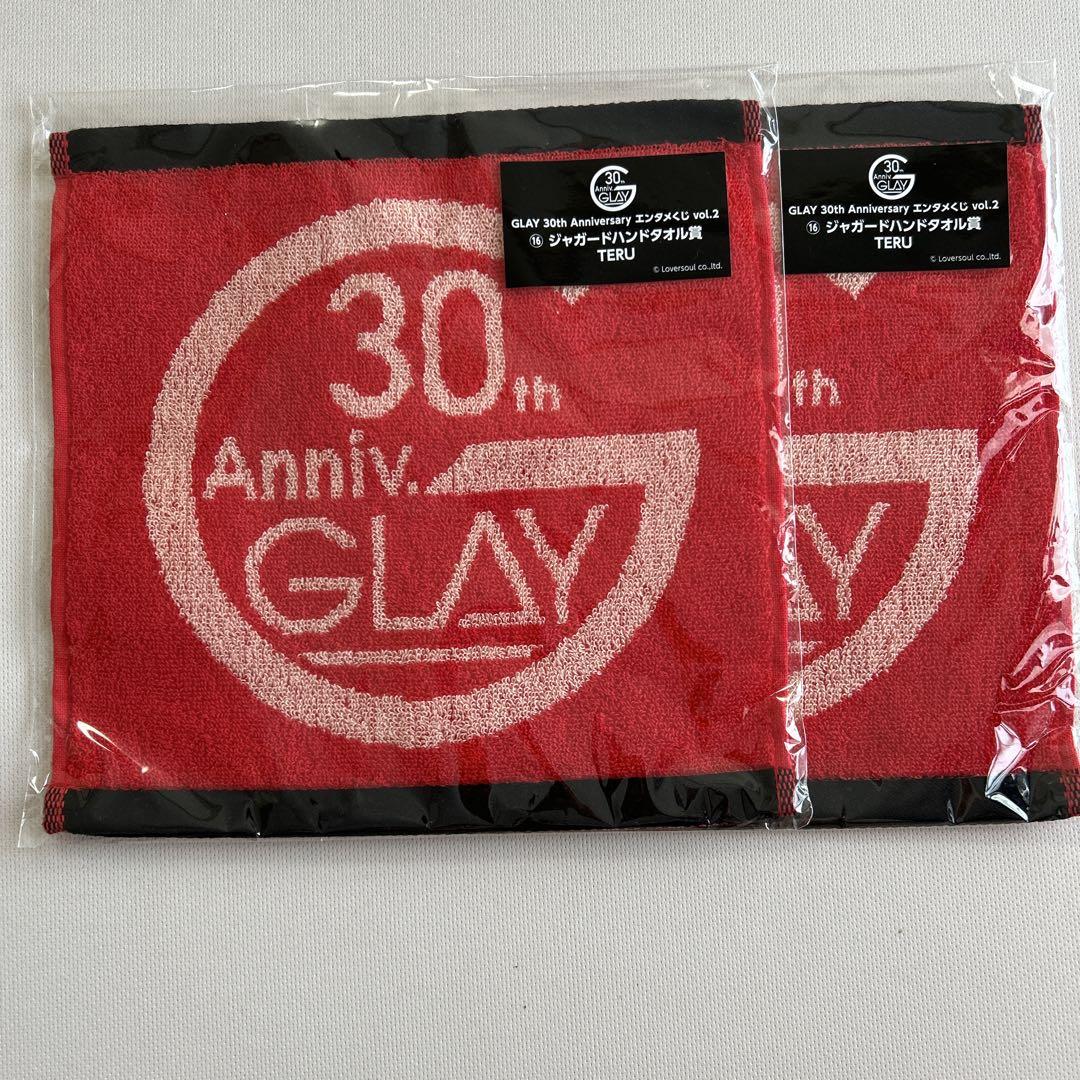 30th
Anniv.
GLAY
GLAY 30th Anniversary エンタメくじ vol.2
⑯ ジャガードハンドタオル賞
TERU
© Loversoul co.,ltd.
30th
Anniv.
GLAY
GLAY 30th Anniversary エンタメくじ vol.2
⑯ ジャガードハンドタオル賞
TERU
© Loversoul co.,ltd.
30th
Anniv.
GLAY
th
AY